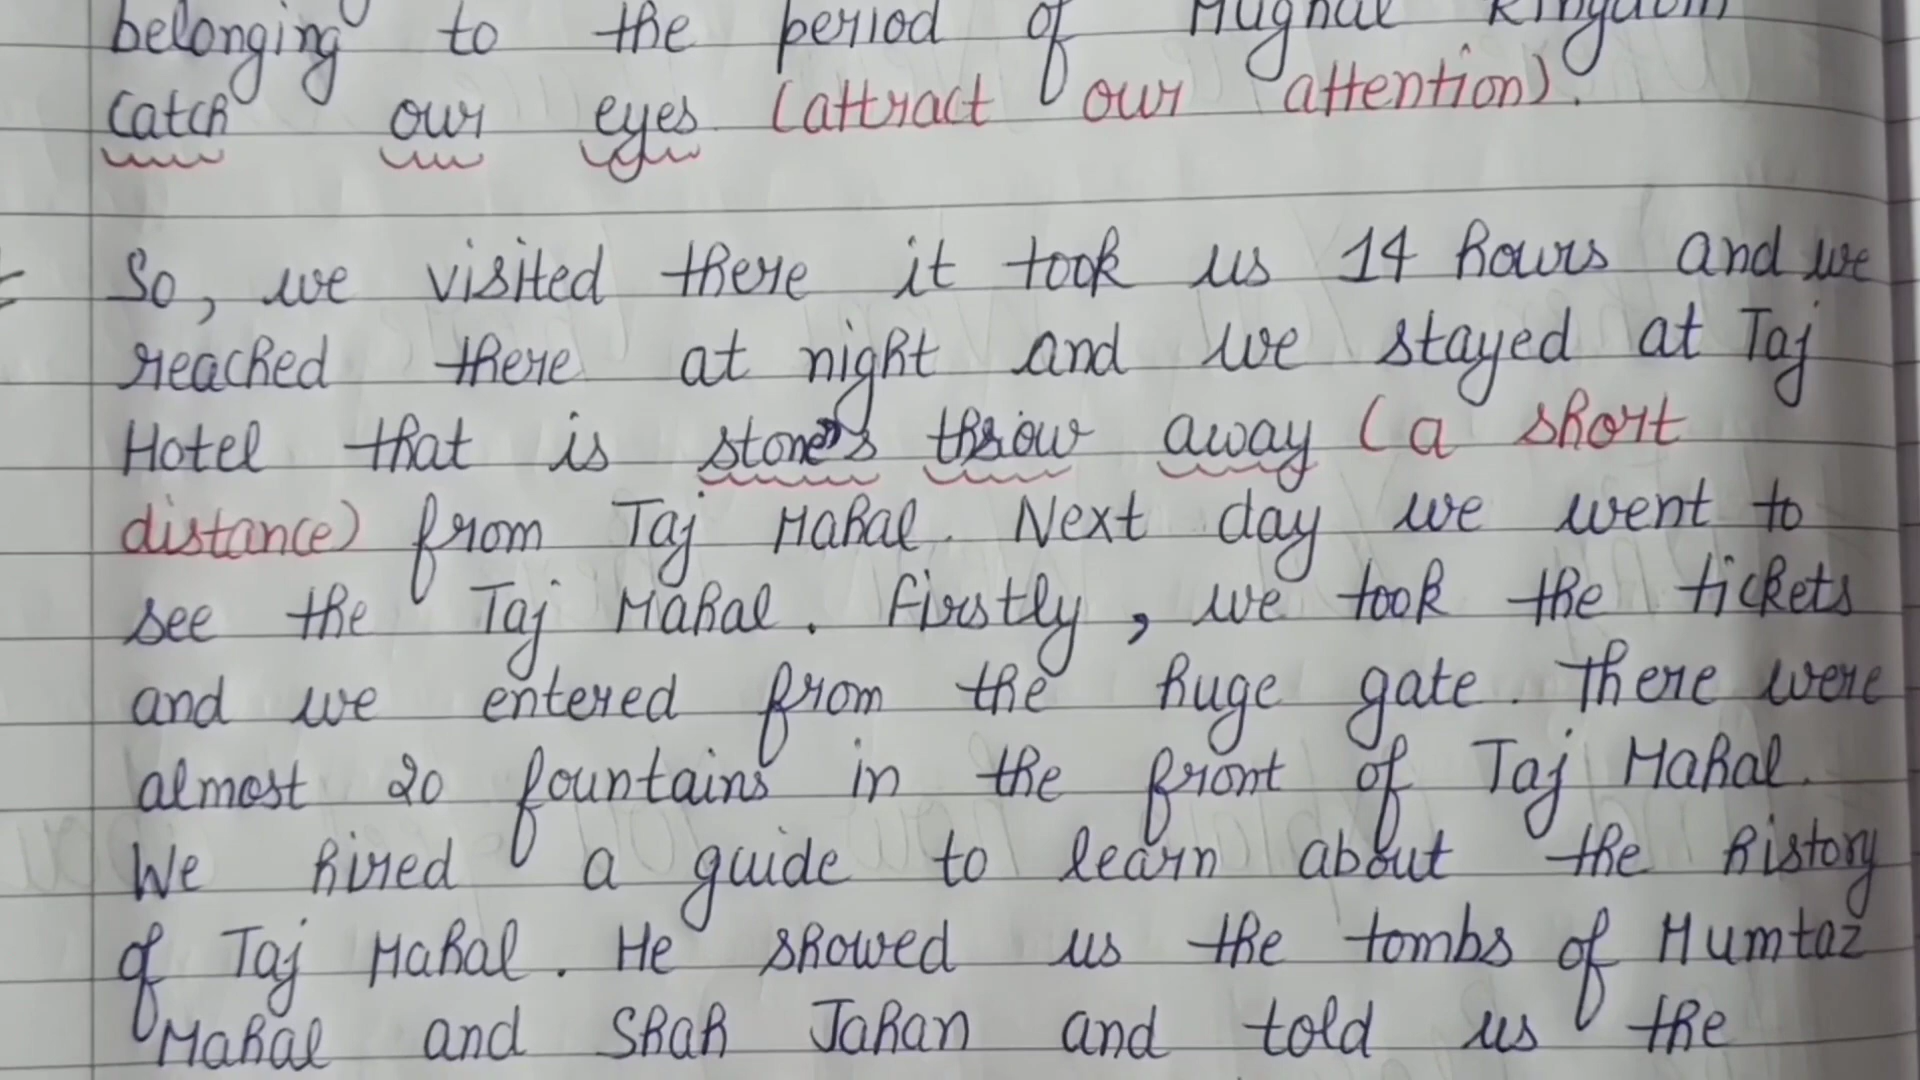 belonging to the period of Mughal Kingdom
catch our eyes (attract our attention).
So, we visited there it took us 14 hours and we
reached there at night and we stayed at Taj
Hotel that is stone's throw away (a short
distance) from Taj Mahal. Next day we went to
see the Taj Mahal. Firstly, we took the tickets
and we entered from the huge gate. There were
almost 20 fountains in the front of Taj Mahal.
We hired a guide to learn about the history
of Taj Mahal. He showed us the tombs of Mumtaz
Mahal and Shah Jahan and told us the